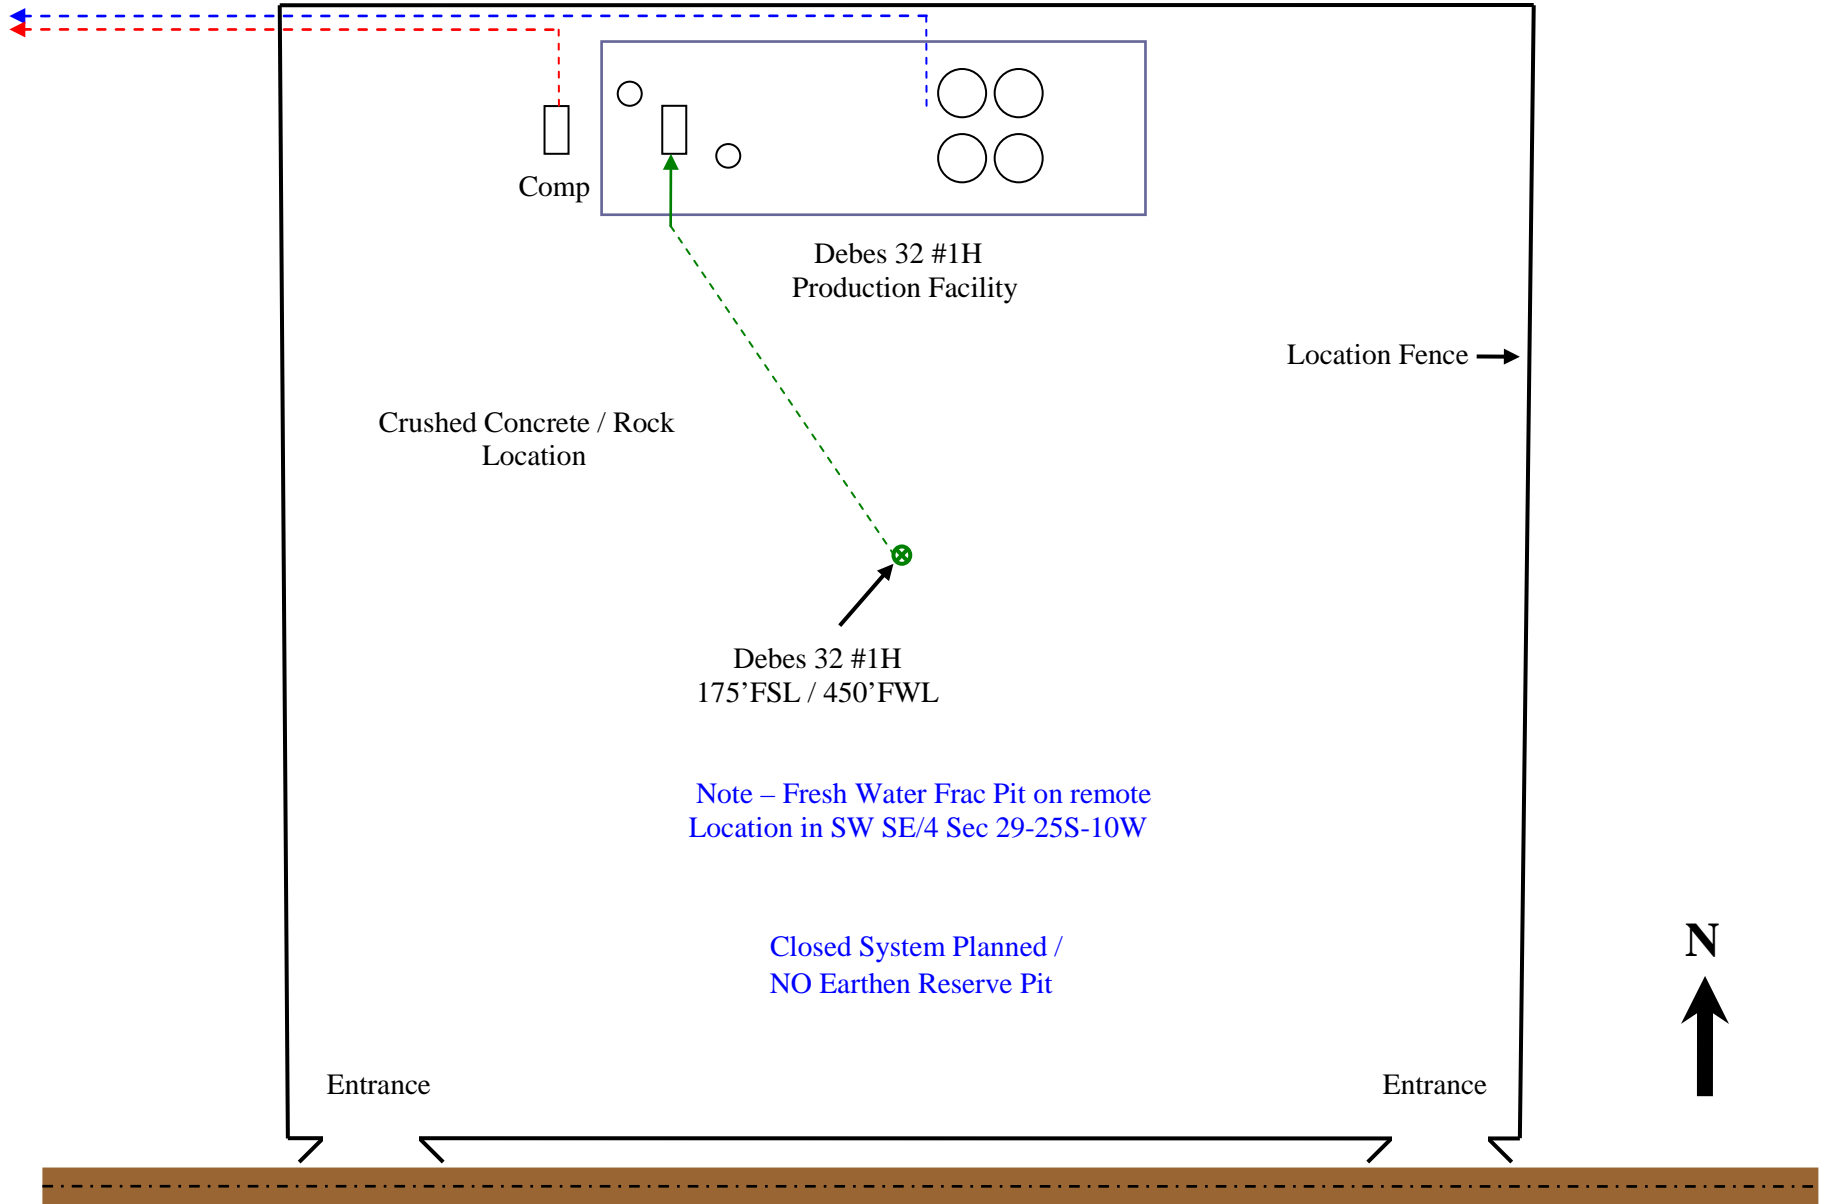 Comp
Debes 32 #1H
Production Facility
Location Fence
Crushed Concrete / Rock
Location
Debes 32 #1H
175’FSL / 450’FWL
Note – Fresh Water Frac Pit on remote
Location in SW SE/4 Sec 29-25S-10W
N
Closed System Planned /
NO Earthen Reserve Pit
Entrance
Entrance